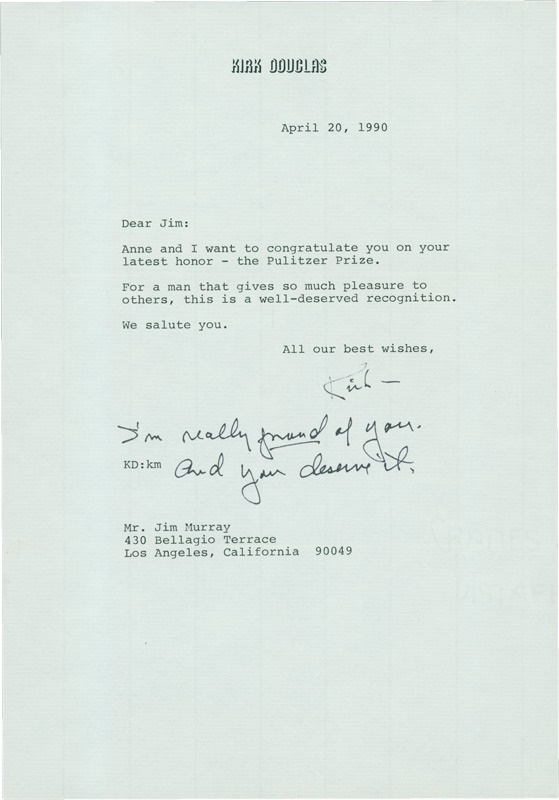 KIRK DOUGLAS
April 20, 1990
Dear Jim:
Anne and I want to congratulate you on your
latest honor - the Pulitzer Prize.
For a man that gives so much pleasure to
others, this is a well-deserved recognition.
We salute you.
All our best wishes,
Kirk —
I'm really proud of you.
KD:km And you deserve it.
Mr. Jim Murray
430 Bellagio Terrace
Los Angeles, California  90049